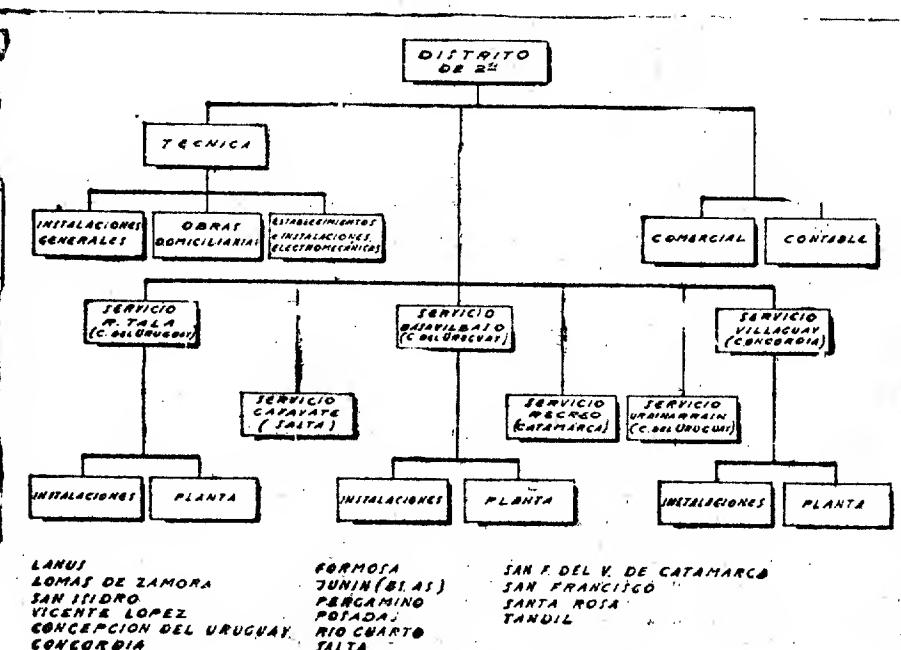 DISTRITO
DE 2ª
TECNICA
INSTALACIONES
GENERALES
OBRAS
DOMICILIARIAS
ESTABLECIMIENTOS
e INSTALACIONES
ELECTROMECÁNICAS
COMERCIAL
CONTABLE
SERVICIO
R. TALA
(C. DEL URUGUAY)
SERVICIO
BASAVILBASO
(C. DEL URUGUAY)
SERVICIO
VILLAGUAY
(CONCORDIA)
SERVICIO
CAFAYATE
(SALTA)
SERVICIO
RECREO
(CATAMARCA)
SERVICIO
URDINARRAIN
(C. DEL URUGUAY)
INSTALACIONES
PLANTA
INSTALACIONES
PLANTA
INSTALACIONES
PLANTA
LANUS
LOMAS DE ZAMORA
SAN ISIDRO
VICENTE LOPEZ
CONCEPCION DEL URUGUAY
CONCORDIA
FORMOSA
JUNIN (BS. AS)
PERGAMINO
POSADAS
RIO CUARTO
SALTA
SAN F. DEL V. DE CATAMARCA
SAN FRANCISCO
SANTA ROSA
TANDIL